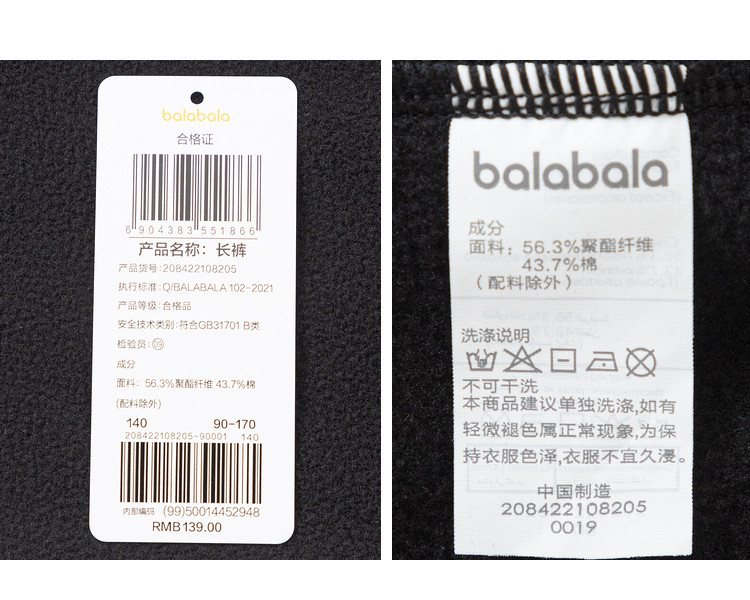 balabala
合格证
6 904383 551866
产品名称：长裤
产品货号:208422108205
执行标准:Q/BALABALA 102-2021
产品等级:合格品
安全技术类别:符合GB31701 B类
检验员:09
成分
面料：56.3%聚酯纤维 43.7%棉
(配料除外)
140 90-170
208422108205-90001 140
内部编码 (99)50014452948
RMB139.00
balabala
成分
面料：56.3%聚酯纤维
43.7%棉
（配料除外）
洗涤说明
不可干洗
本商品建议单独洗涤,如有
轻微褪色属正常现象,为保
持衣服色泽,衣服不宜久浸。
中国制造
208422108205
0019